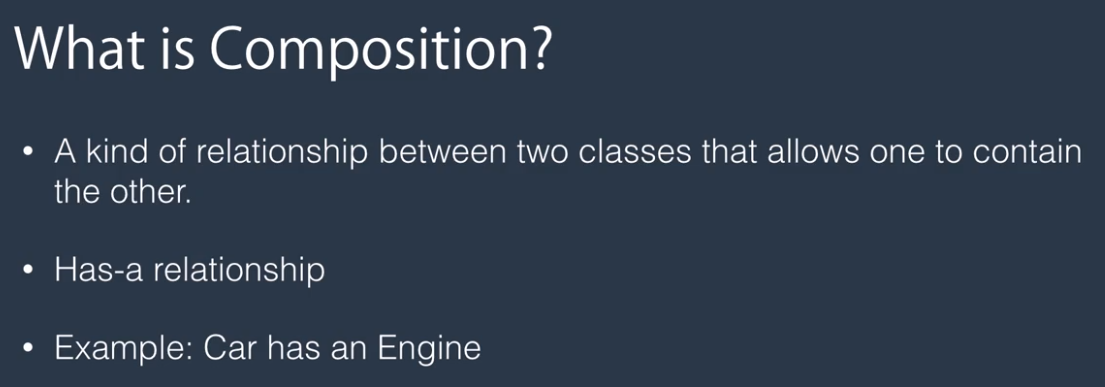 What is Composition?
• A kind of relationship between two classes that allows one to contain
the other.
• Has-a relationship
• Example: Car has an Engine